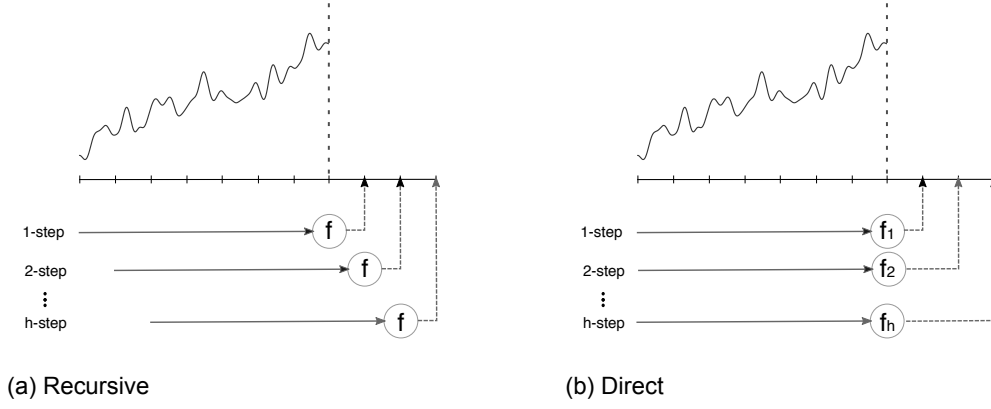 1-step f
2-step f
h-step f
(a) Recursive
1-step f1
2-step f2
h-step fh
(b) Direct